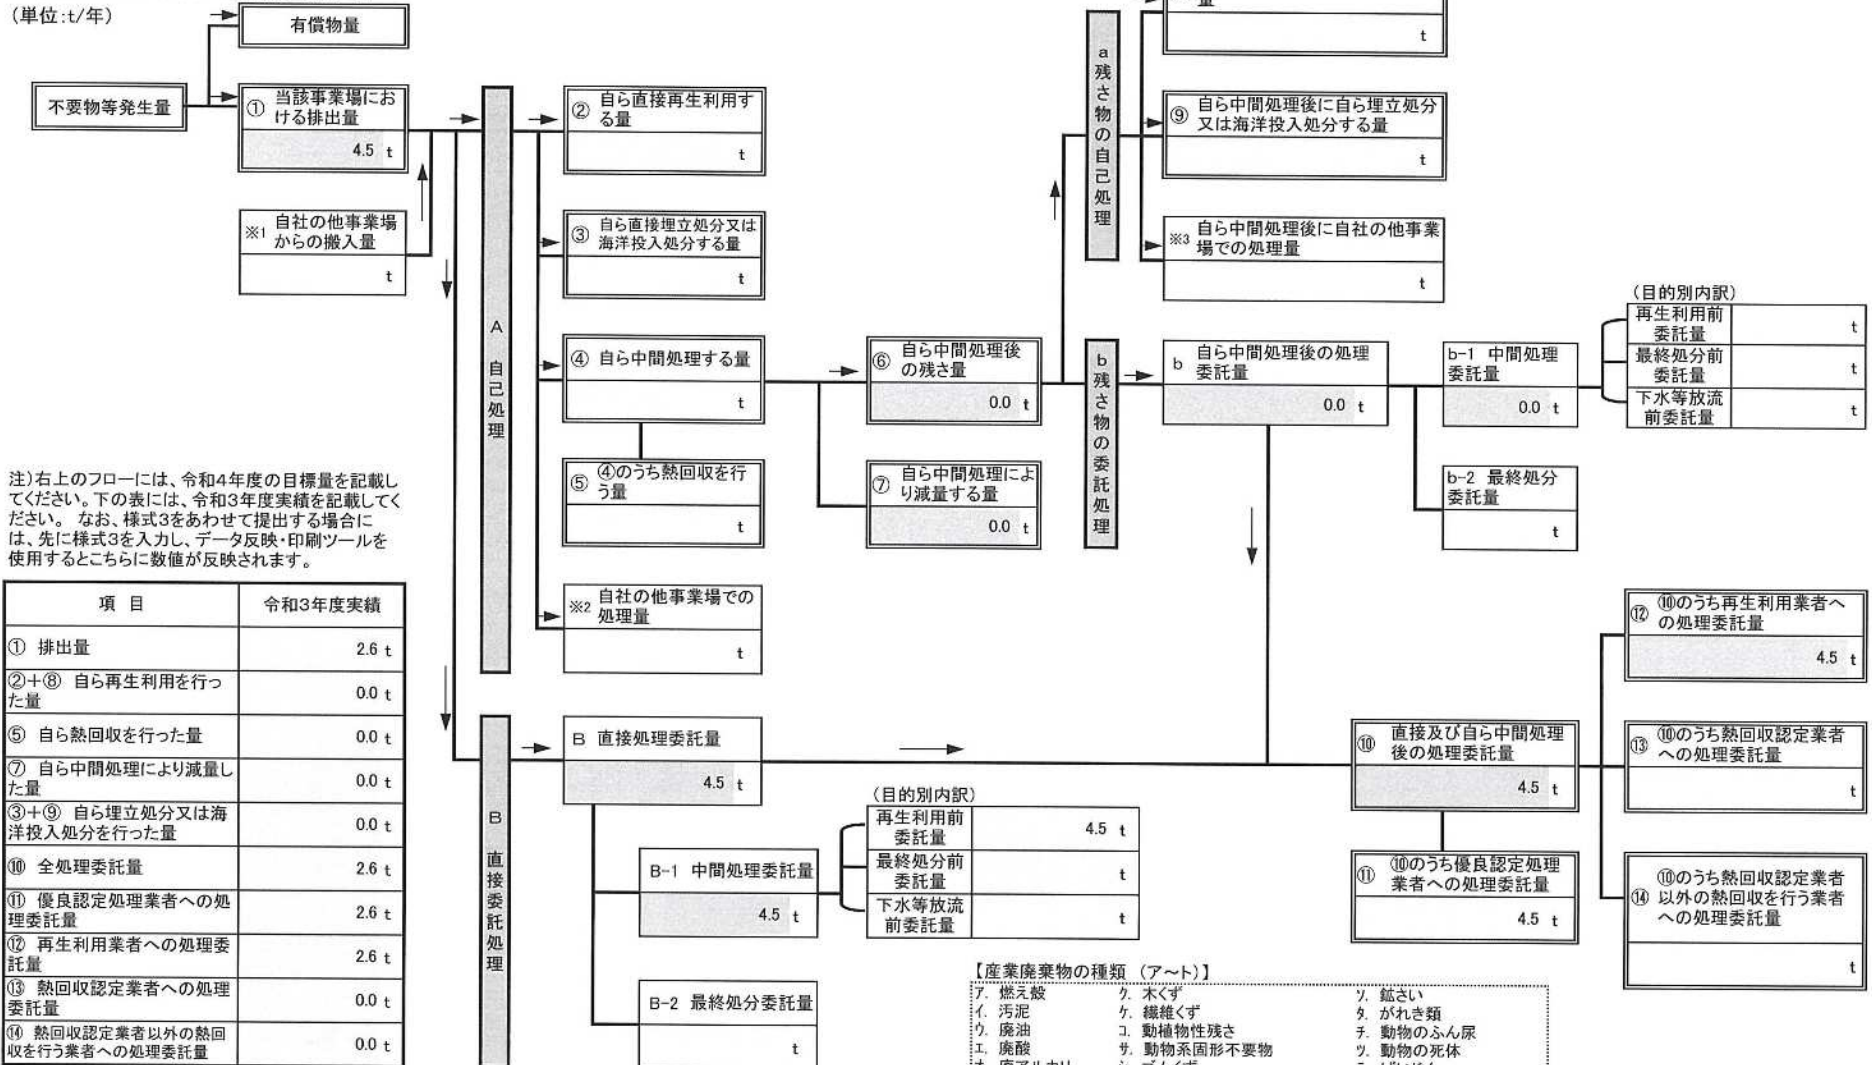 (単位:t/年)
有償物量
不要物等発生量
① 当該事業場にお
ける排出量
4.5 t
※1 自社の他事業場
からの搬入量
t
A 自己処理
② 自ら直接再生利用す
る量
t
③ 自ら直接埋立処分又は
海洋投入処分する量
t
④ 自ら中間処理する量
t
⑤ ④のうち熱回収を行
う量
t
※2 自社の他事業場での
処理量
t
⑥ 自ら中間処理後
の残さ量
0.0 t
⑦ 自ら中間処理によ
り減量する量
0.0 t
a 残さ物の自己処理
量
t
⑨ 自ら中間処理後に自ら埋立処分
又は海洋投入処分する量
t
※3 自ら中間処理後に自社の他事業
場での処理量
t
b 残さ物の委託処理
b 自ら中間処理後の処理
委託量
0.0 t
b-1 中間処理
委託量
0.0 t
b-2 最終処分
委託量
t
(目的別内訳)
再生利用前
委託量
t
最終処分前
委託量
t
下水等放流
前委託量
t
注)右上のフローには、令和4年度の目標量を記載し
てください。下の表には、令和3年度実績を記載してく
ださい。 なお、様式3をあわせて提出する場合に
は、先に様式3を入力し、データ反映・印刷ツールを
使用するとこちらに数値が反映されます。
項 目 令和3年度実績
① 排出量 2.6 t
②+⑧ 自ら再生利用を行っ
た量 0.0 t
⑤ 自ら熱回収を行った量 0.0 t
⑦ 自ら中間処理により減量し
た量 0.0 t
③+⑨ 自ら埋立処分又は海
洋投入処分を行った量 0.0 t
⑩ 全処理委託量 2.6 t
⑪ 優良認定処理業者への処
理委託量 2.6 t
⑫ 再生利用業者への処理委
託量 2.6 t
⑬ 熱回収認定業者への処理
委託量 0.0 t
⑭ 熱回収認定業者以外の熱回
収を行う業者への処理委託量 0.0 t
B 直接委託処理
B 直接処理委託量
4.5 t
B-1 中間処理委託量
4.5 t
B-2 最終処分委託量
t
(目的別内訳)
再生利用前
委託量
4.5 t
最終処分前
委託量
t
下水等放流
前委託量
t
⑩ 直接及び自ら中間処理
後の処理委託量
4.5 t
⑪ ⑩のうち優良認定処理
業者への処理委託量
4.5 t
⑫ ⑩のうち再生利用業者へ
の処理委託量
4.5 t
⑬ ⑩のうち熱回収認定業者
への処理委託量
t
⑭ ⑩のうち熱回収認定業者
以外の熱回収を行う業者
への処理委託量
t
【産業廃棄物の種類 (ア~ト)】
ア. 燃え殻 ク. 木くず ソ. 鉱さい
イ. 汚泥 ケ. 繊維くず タ. がれき類
ウ. 廃油 コ. 動植物性残さ チ. 動物のふん尿
エ. 廃酸 サ. 動物系固形不要物 ツ. 動物の死体